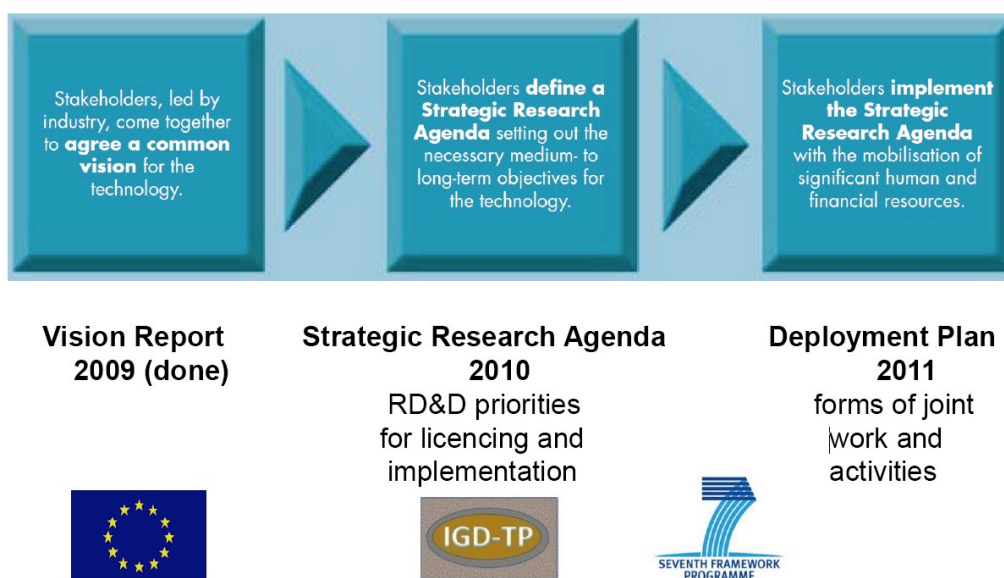 Stakeholders, led by
industry, come together
to agree a common
vision for the
technology.
Stakeholders define a
Strategic Research
Agenda setting out the
necessary medium- to
long-term objectives for
the technology.
Stakeholders implement
the Strategic
Research Agenda
with the mobilisation of
significant human and
financial resources.
Vision Report
2009 (done)
Strategic Research Agenda
2010
RD&D priorities
for licencing and
implementation
Deployment Plan
2011
forms of joint
work and
activities
IGD-TP
SEVENTH FRAMEWORK
PROGRAMME